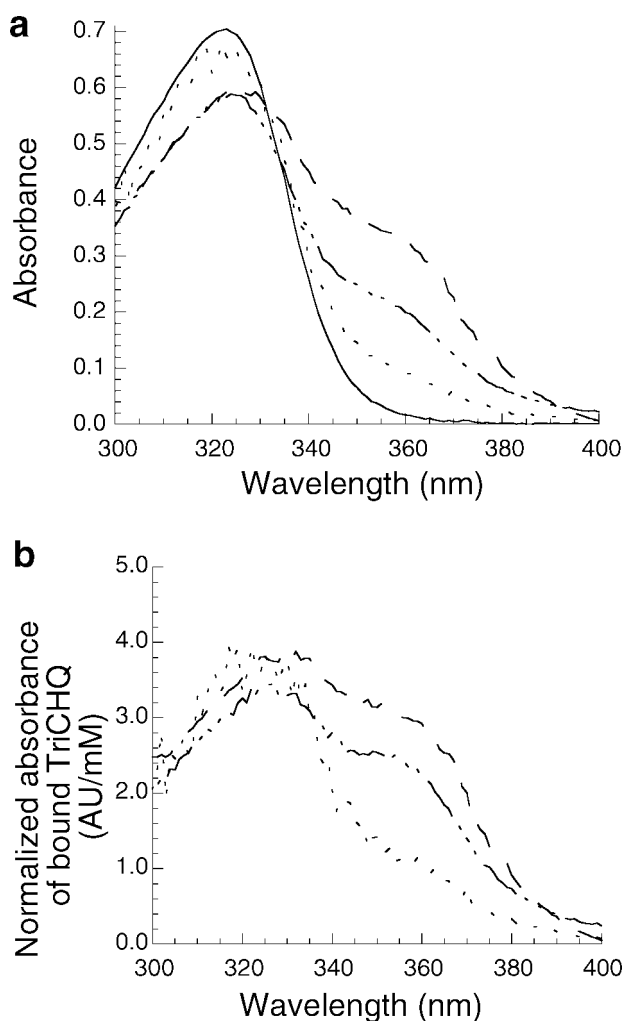 a
0.7
0.6
0.5
0.4
0.3
0.2
0.1
0.0
Absorbance
300 320 340 360 380 400
Wavelength (nm)
b
5.0
4.0
3.0
2.0
1.0
0.0
Normalized absorbance
of bound TriCHQ
(AU/mM)
300 320 340 360 380 400
Wavelength (nm)